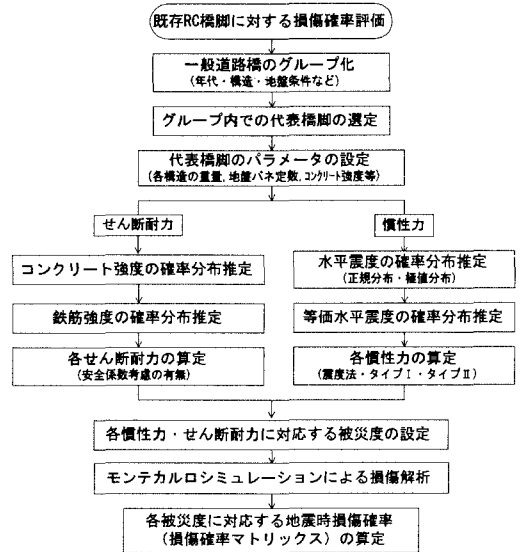 既存RC橋脚に対する損傷確率評価
一般道路橋のグループ化
(年代・構造・地盤条件など)
グループ内での代表橋脚の選定
代表橋脚のパラメータの設定
(各構造の重量,地盤バネ定数,コンクリート強度等)
せん断耐力
慣性力
コンクリート強度の確率分布推定
水平震度の確率分布推定
(正規分布・極値分布)
鉄筋強度の確率分布推定
等価水平震度の確率分布推定
各せん断耐力の算定
(安全係数考慮の有無)
各慣性力の算定
(震度法・タイプⅠ・タイプⅡ)
各慣性力・せん断耐力に対応する被災度の設定
モンテカルロシミュレーションによる損傷解析
各被災度に対応する地震時損傷確率
(損傷確率マトリックス)の算定